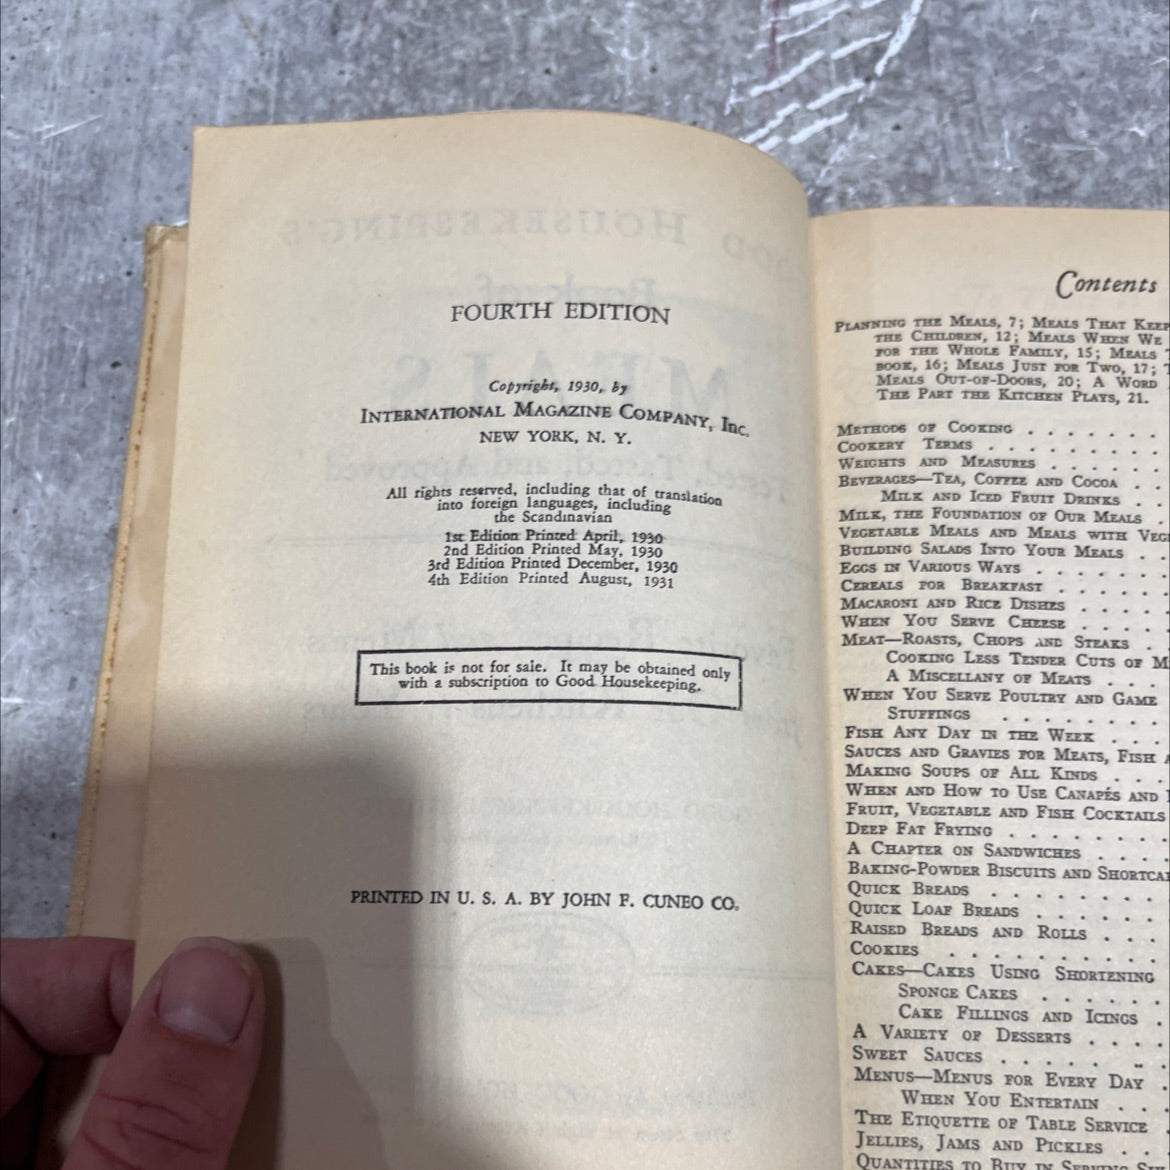 FOURTH EDITION
Copyright, 1930, by
INTERNATIONAL MAGAZINE COMPANY, Inc.
NEW YORK, N. Y.
All rights reserved, including that of translation
into foreign languages, including
the Scandinavian
1st Edition Printed April, 1930
2nd Edition Printed May, 1930
3rd Edition Printed December, 1930
4th Edition Printed August, 1931
This book is not for sale. It may be obtained only
with a subscription to Good Housekeeping.
PRINTED IN U. S. A. BY JOHN F. CUNEO CO.
Contents
PLANNING THE MEALS, 7; MEALS THAT KEEP
THE CHILDREN, 12; MEALS WHEN WE
FOR THE WHOLE FAMILY, 15; MEALS
BOOK, 16; MEALS JUST FOR TWO, 17;
MEALS OUT-OF-DOORS, 20; A WORD
THE PART THE KITCHEN PLAYS, 21.
METHODS OF COOKING . . . . . . .
COOKERY TERMS . . . . . . . . .
WEIGHTS AND MEASURES . . . . . .
BEVERAGES—TEA, COFFEE AND COCOA . .
MILK AND ICED FRUIT DRINKS . . .
MILK, THE FOUNDATION OF OUR MEALS .
VEGETABLE MEALS AND MEALS WITH
BUILDING SALADS INTO YOUR MEALS . .
EGGS IN VARIOUS WAYS . . . . . . .
CEREALS FOR BREAKFAST . . . . . .
MACARONI AND RICE DISHES . . . . .
WHEN YOU SERVE CHEESE . . . . . .
MEAT—ROASTS, CHOPS AND STEAKS . .
COOKING LESS TENDER CUTS OF
A MISCELLANY OF MEATS . . . .
WHEN YOU SERVE POULTRY AND GAME
STUFFINGS . . . . . . . .
FISH ANY DAY IN THE WEEK . . . .
SAUCES AND GRAVIES FOR MEATS, FISH
MAKING SOUPS OF ALL KINDS . . . .
WHEN AND HOW TO USE CANAPÉS AND
FRUIT, VEGETABLE AND FISH COCKTAILS
DEEP FAT FRYING . . . . . . . .
A CHAPTER ON SANDWICHES . . . .
BAKING-POWDER BISCUITS AND
QUICK BREADS . . . . . . . . .
QUICK LOAF BREADS . . . . . . .
RAISED BREADS AND ROLLS . . . .
COOKIES . . . . . . . . . . .
CAKES—CAKES USING SHORTENING
SPONGE CAKES . . . . . .
CAKE FILLINGS AND ICINGS .
A VARIETY OF DESSERTS . . . .
SWEET SAUCES . . . . . . . .
MENUS—MENUS FOR EVERY DAY .
WHEN YOU ENTERTAIN . . .
THE ETIQUETTE OF TABLE SERVICE .
JELLIES, JAMS AND PICKLES . . .
QUANTITIES TO BUY IN SERVING